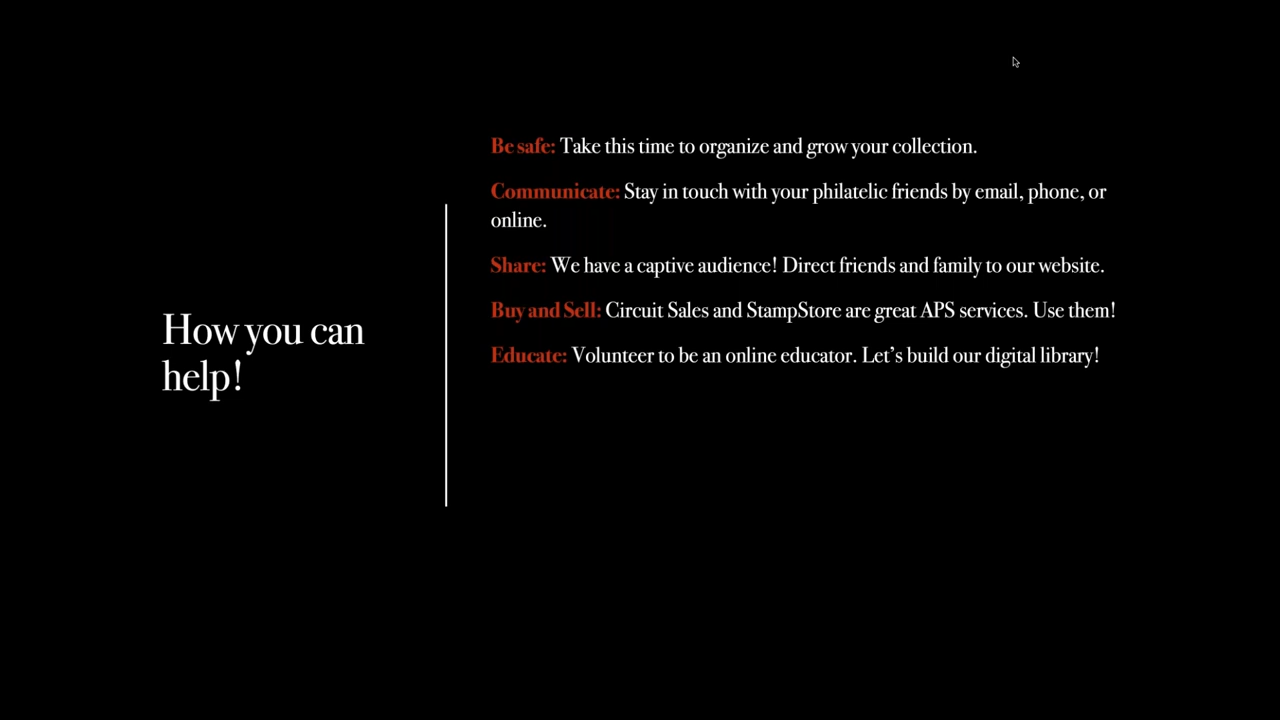 How you can
help!
Be safe: Take this time to organize and grow your collection.
Communicate: Stay in touch with your philatelic friends by email, phone, or
online.
Share: We have a captive audience! Direct friends and family to our website.
Buy and Sell: Circuit Sales and StampStore are great APS services. Use them!
Educate: Volunteer to be an online educator. Let’s build our digital library!